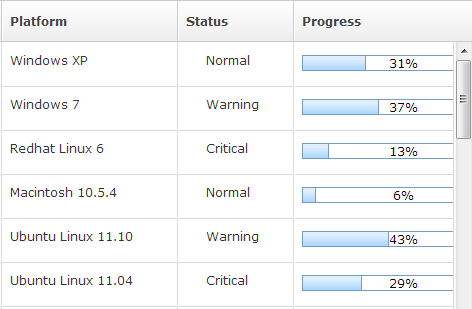 Platform Status Progress
Windows XP Normal 31%
Windows 7 Warning 37%
Redhat Linux 6 Critical 13%
Macintosh 10.5.4 Normal 6%
Ubuntu Linux 11.10 Warning 43%
Ubuntu Linux 11.04 Critical 29%